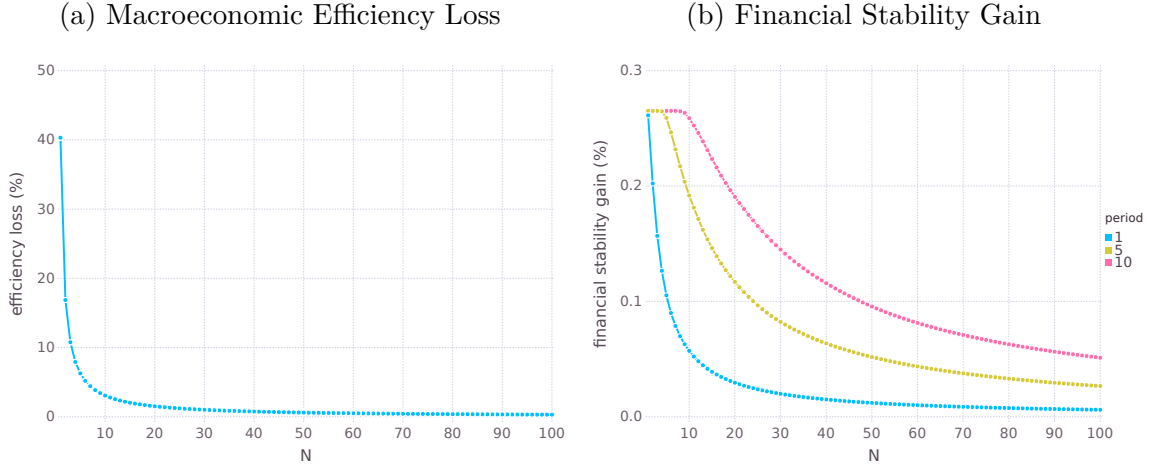 (a) Macroeconomic Efficiency Loss
50
40
30
20
10
0
efficiency loss (%)
10 20 30 40 50 60 70 80 90 100
N
(b) Financial Stability Gain
0.3
0.2
0.1
0.0
financial stability gain (%)
10 20 30 40 50 60 70 80 90 100
N
period
1
5
10